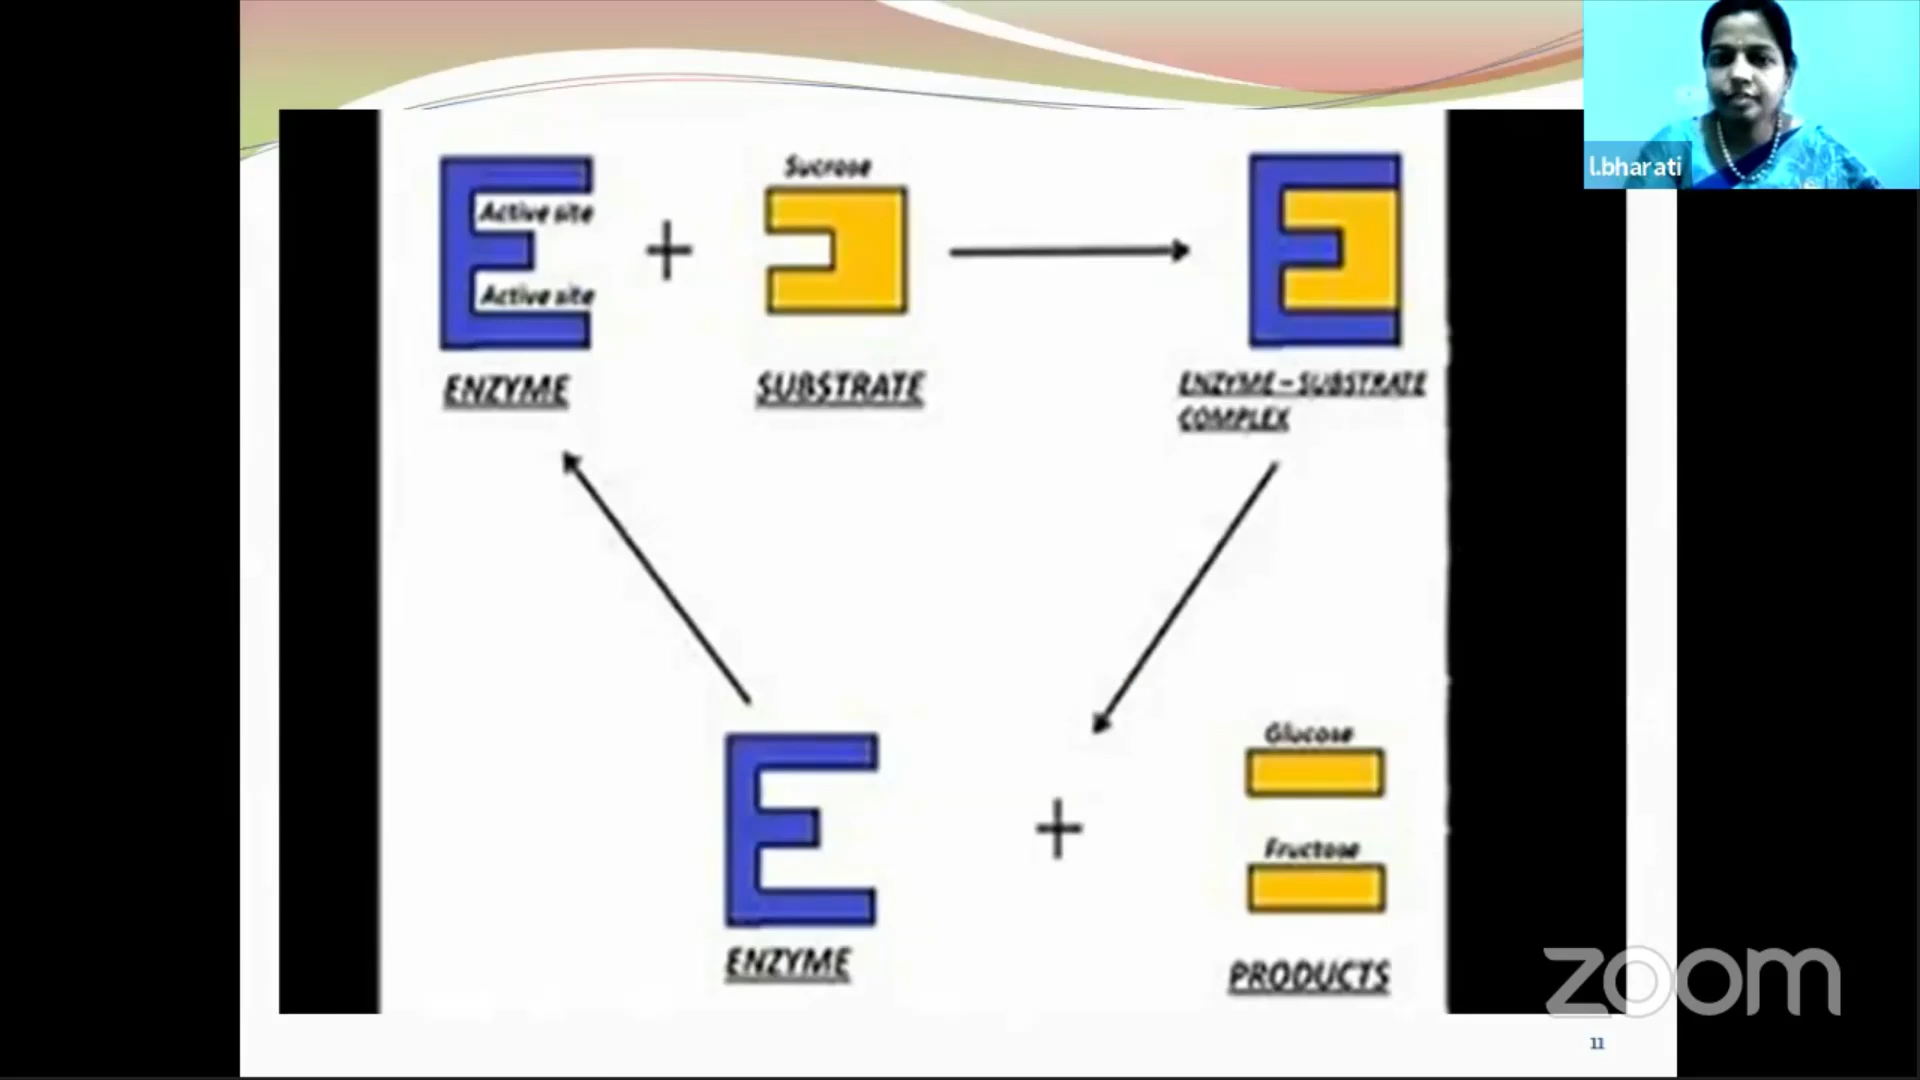 l.bharati
Sucrose
Active site
Active site
ENZYME
SUBSTRATE
ENZYME – SUBSTRATE
COMPLEX
Glucose
Fructose
ENZYME
PRODUCTS
zoom
11